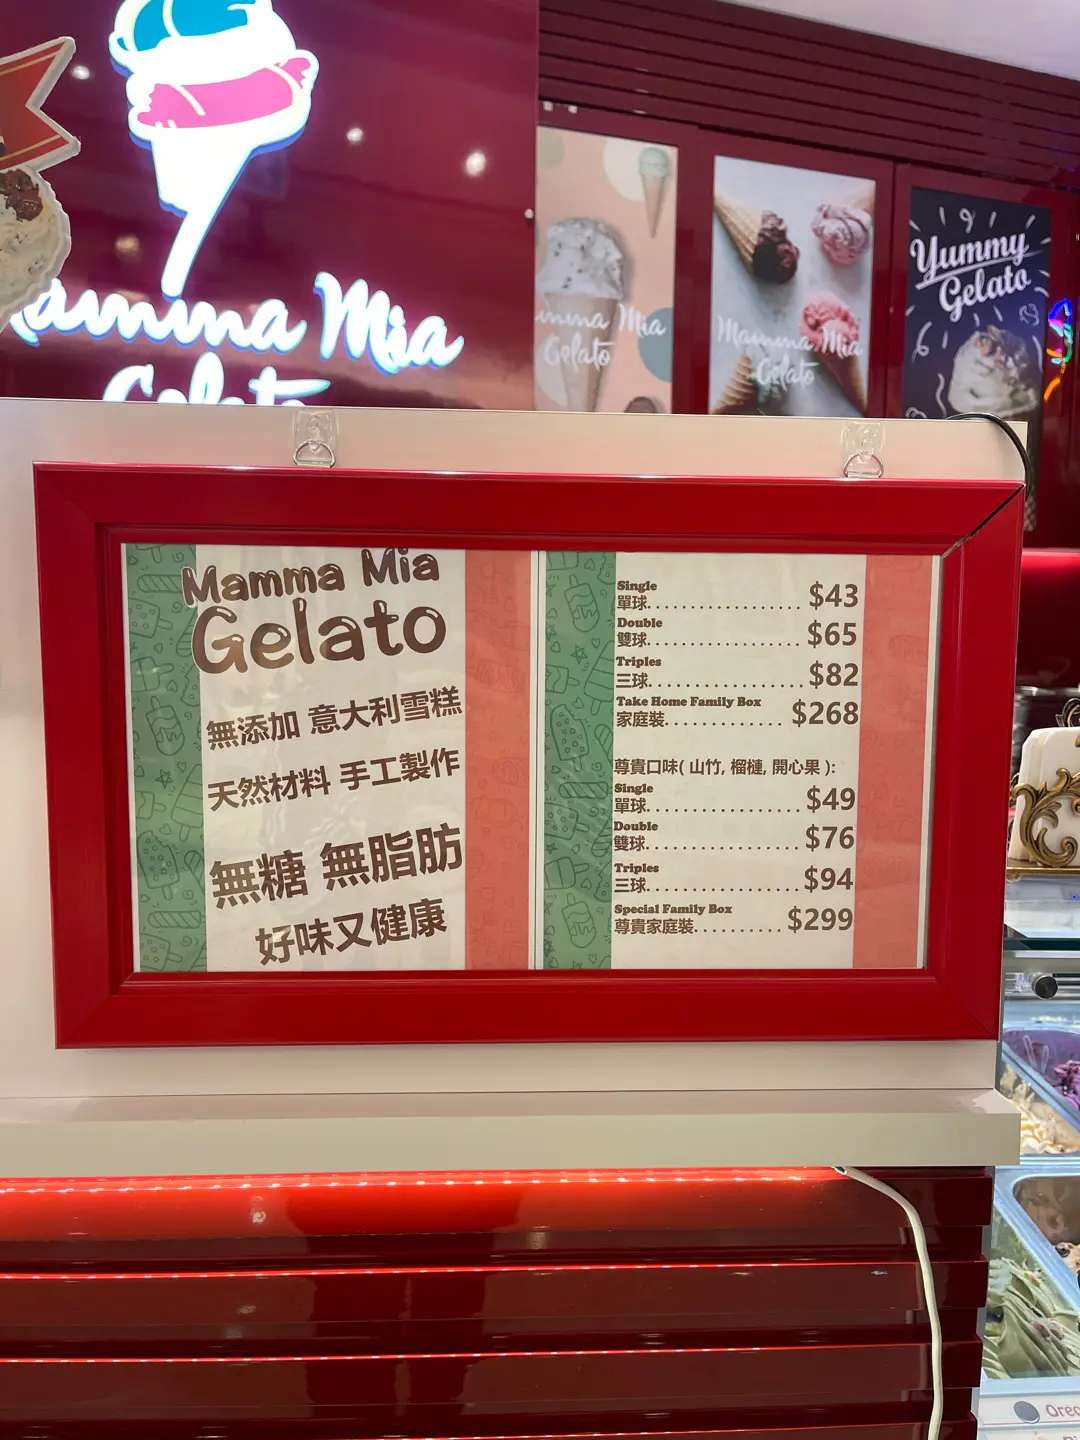 Mamma Mia
Gelato
Mamma Mia
Gelato
Mamma Mia
Gelato
Yummy
Gelato
Mamma Mia
Gelato
無添加 意大利雪糕
天然材料 手工製作
無糖 無脂肪
好味又健康
Single
單球.................. $43
Double
雙球.................. $65
Triples
三球.................. $82
Take Home Family Box
家庭裝............. $268
尊貴口味( 山竹, 榴槤, 開心果 ):
Single
單球.................. $49
Double
雙球.................. $76
Triples
三球.................. $94
Special Family Box
尊貴家庭裝.......... $299